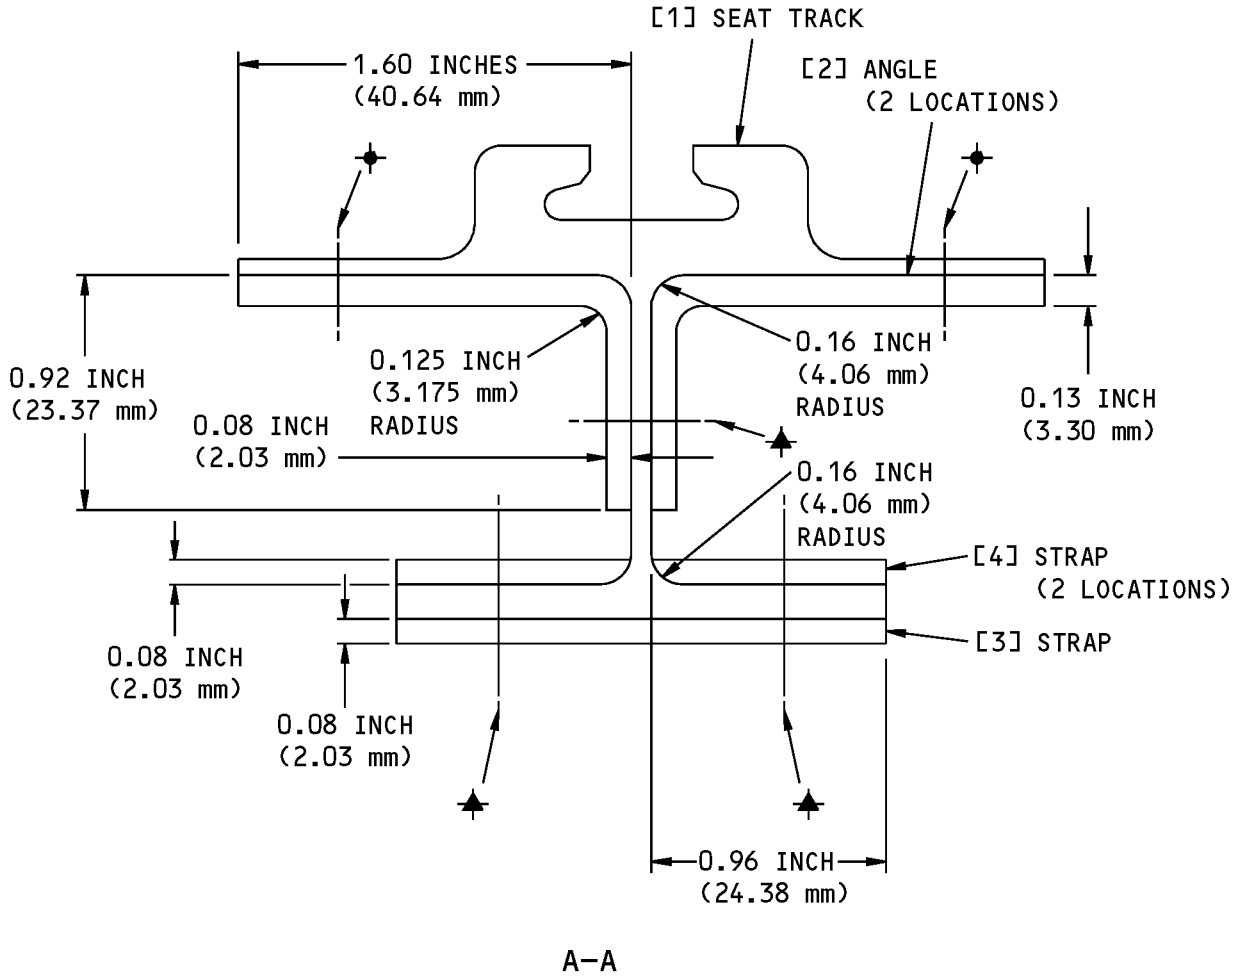 [1] SEAT TRACK
1.60 INCHES
(40.64 mm)
[2] ANGLE
(2 LOCATIONS)
0.125 INCH
(3.175 mm)
RADIUS
0.16 INCH
(4.06 mm)
RADIUS
0.92 INCH
(23.37 mm)
0.13 INCH
(3.30 mm)
0.08 INCH
(2.03 mm)
0.16 INCH
(4.06 mm)
RADIUS
[4] STRAP
(2 LOCATIONS)
[3] STRAP
0.08 INCH
(2.03 mm)
0.08 INCH
(2.03 mm)
0.96 INCH
(24.38 mm)
A-A